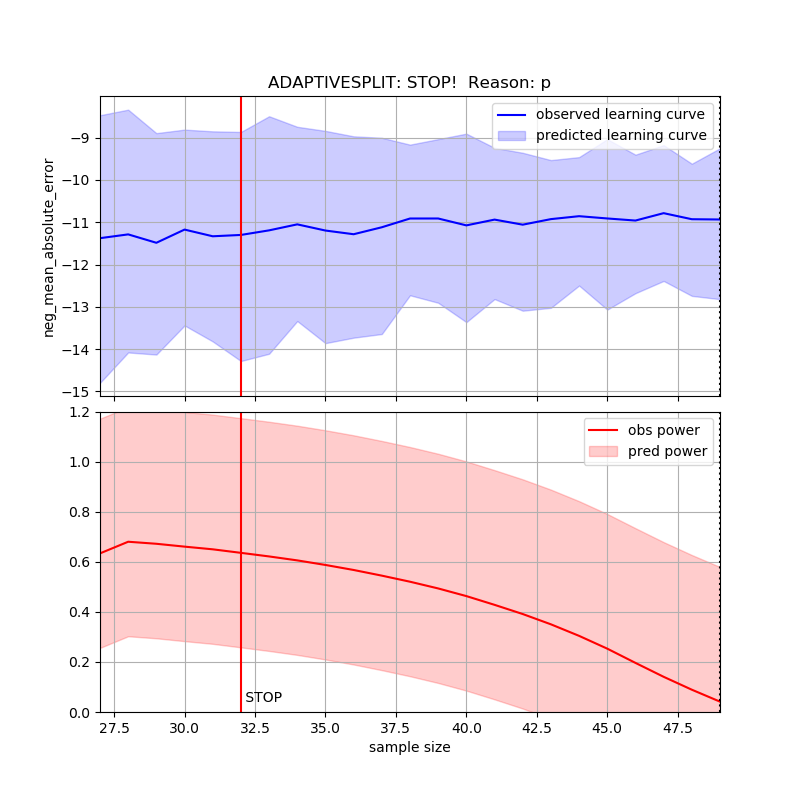 ADAPTIVESPLIT: STOP!  Reason: p
observed learning curve
predicted learning curve
neg_mean_absolute_error
−9
−10
−11
−12
−13
−14
−15
obs power
pred power
1.2
1.0
0.8
0.6
0.4
0.2
0.0
STOP
27.5 30.0 32.5 35.0 37.5 40.0 42.5 45.0 47.5
sample size